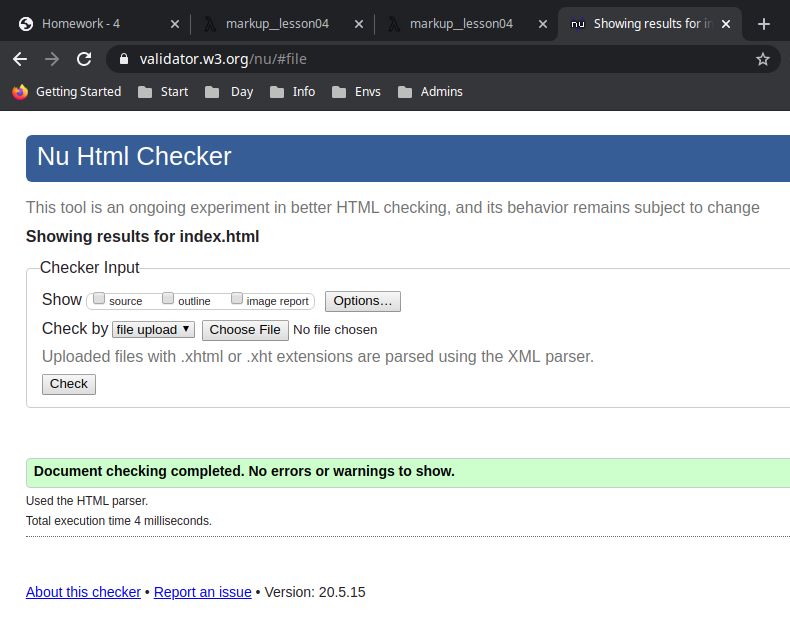 Homework - 4
markup__lesson04
markup__lesson04
nu Showing results for in
validator.w3.org/nu/#file
Getting Started Start Day Info Envs Admins
Nu Html Checker
This tool is an ongoing experiment in better HTML checking, and its behavior remains subject to change
Showing results for index.html
Checker Input
Show source outline image report Options…
Check by file upload Choose File No file chosen
Uploaded files with .xhtml or .xht extensions are parsed using the XML parser.
Check
Document checking completed. No errors or warnings to show.
Used the HTML parser.
Total execution time 4 milliseconds.
About this checker • Report an issue • Version: 20.5.15